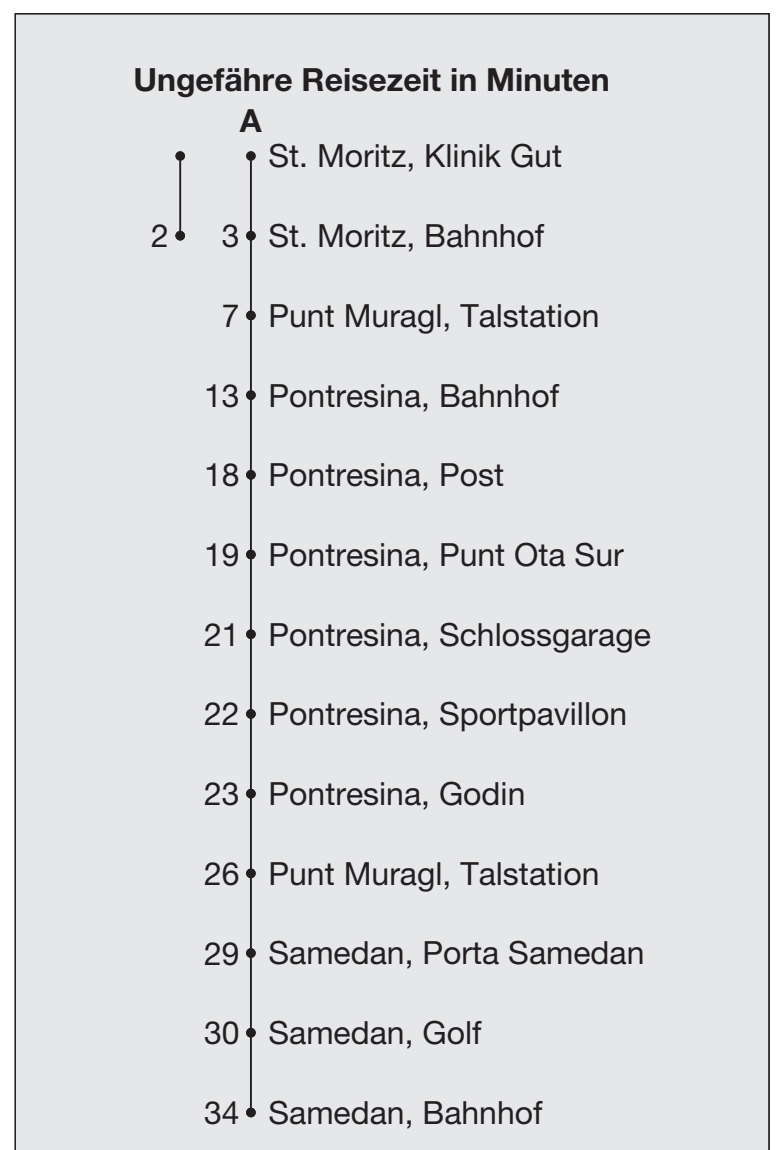 Ungefähre Reisezeit in Minuten
A
St. Moritz, Klinik Gut
2 3 St. Moritz, Bahnhof
7 Punt Muragl, Talstation
13 Pontresina, Bahnhof
18 Pontresina, Post
19 Pontresina, Punt Ota Sur
21 Pontresina, Schlossgarage
22 Pontresina, Sportpavillon
23 Pontresina, Godin
26 Punt Muragl, Talstation
29 Samedan, Porta Samedan
30 Samedan, Golf
34 Samedan, Bahnhof